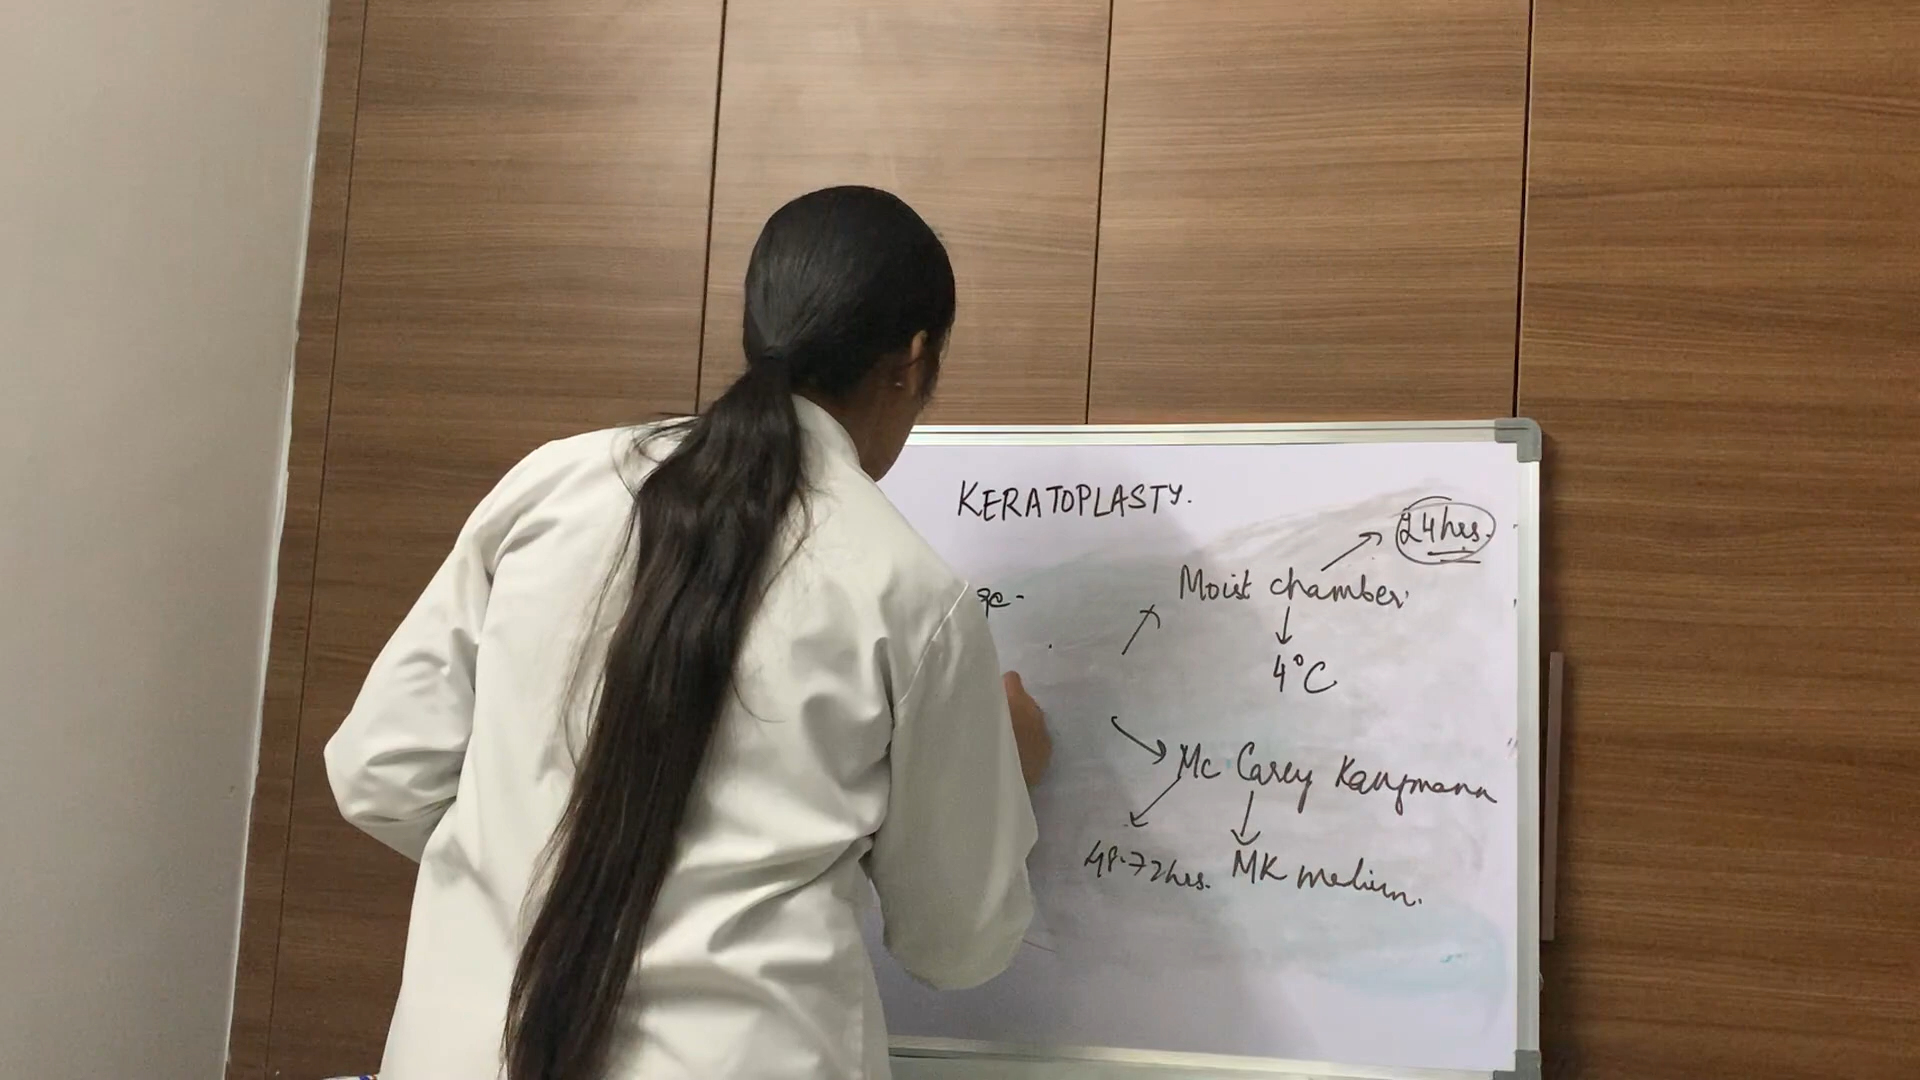 KERATOPLASTY.
24hrs.
Moist chamber
4°C
Mc Carey Kaufmann
48-72hrs. MK medium.